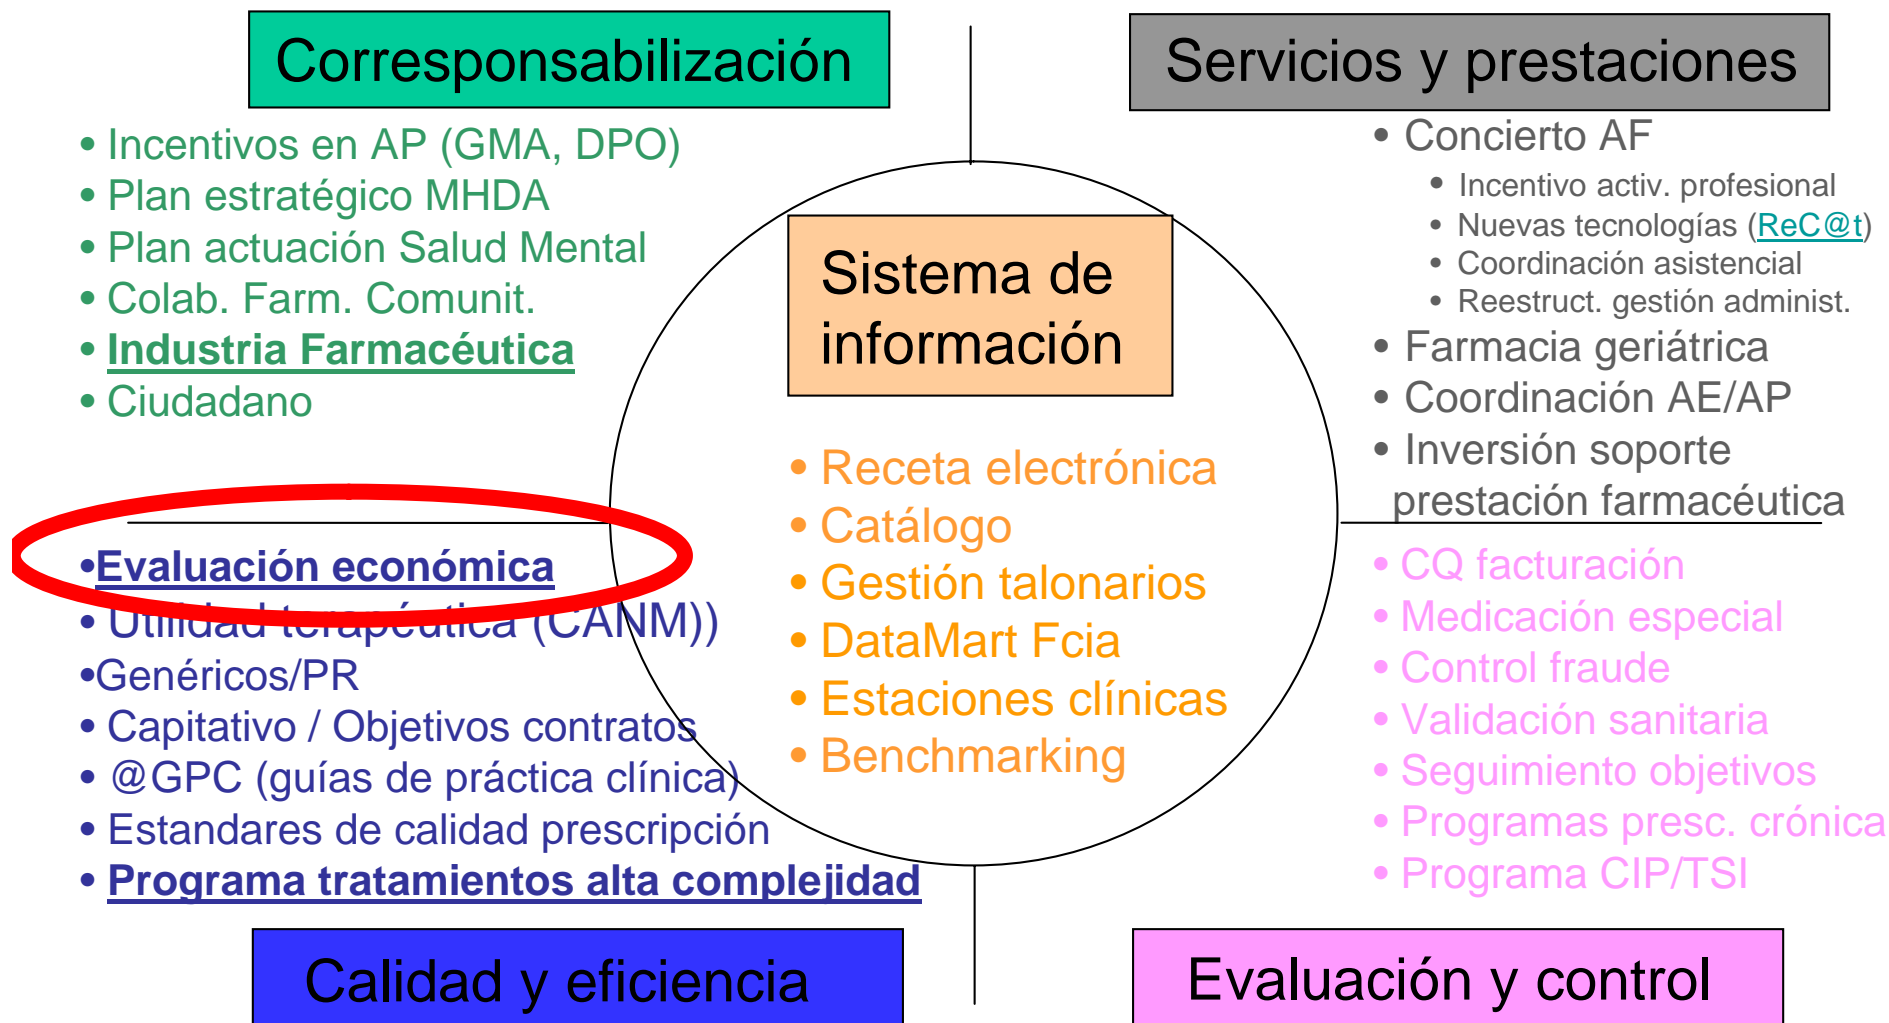 Corresponsabilización
• Incentivos en AP (GMA, DPO)
• Plan estratégico MHDA
• Plan actuación Salud Mental
• Colab. Farm. Comunit.
• Industria Farmacéutica
• Ciudadano
Servicios y prestaciones
• Concierto AF
• Incentivo activ. profesional
• Nuevas tecnologías (ReC@t)
• Coordinación asistencial
• Reestruct. gestión administ.
• Farmacia geriátrica
• Coordinación AE/AP
• Inversión soporte
prestación farmacéutica
Sistema de
información
• Receta electrónica
• Catálogo
• Gestión talonarios
• DataMart Fcia
• Estaciones clínicas
• Benchmarking
•Evaluación económica
• Utilidad terapéutica (CANM))
•Genéricos/PR
• Capitativo / Objetivos contratos
• @GPC (guías de práctica clínica)
• Estandares de calidad prescripción
• Programa tratamientos alta complejidad
Calidad y eficiencia
• CQ facturación
• Medicación especial
• Control fraude
• Validación sanitaria
• Seguimiento objetivos
• Programas presc. crónica
• Programa CIP/TSI
Evaluación y control